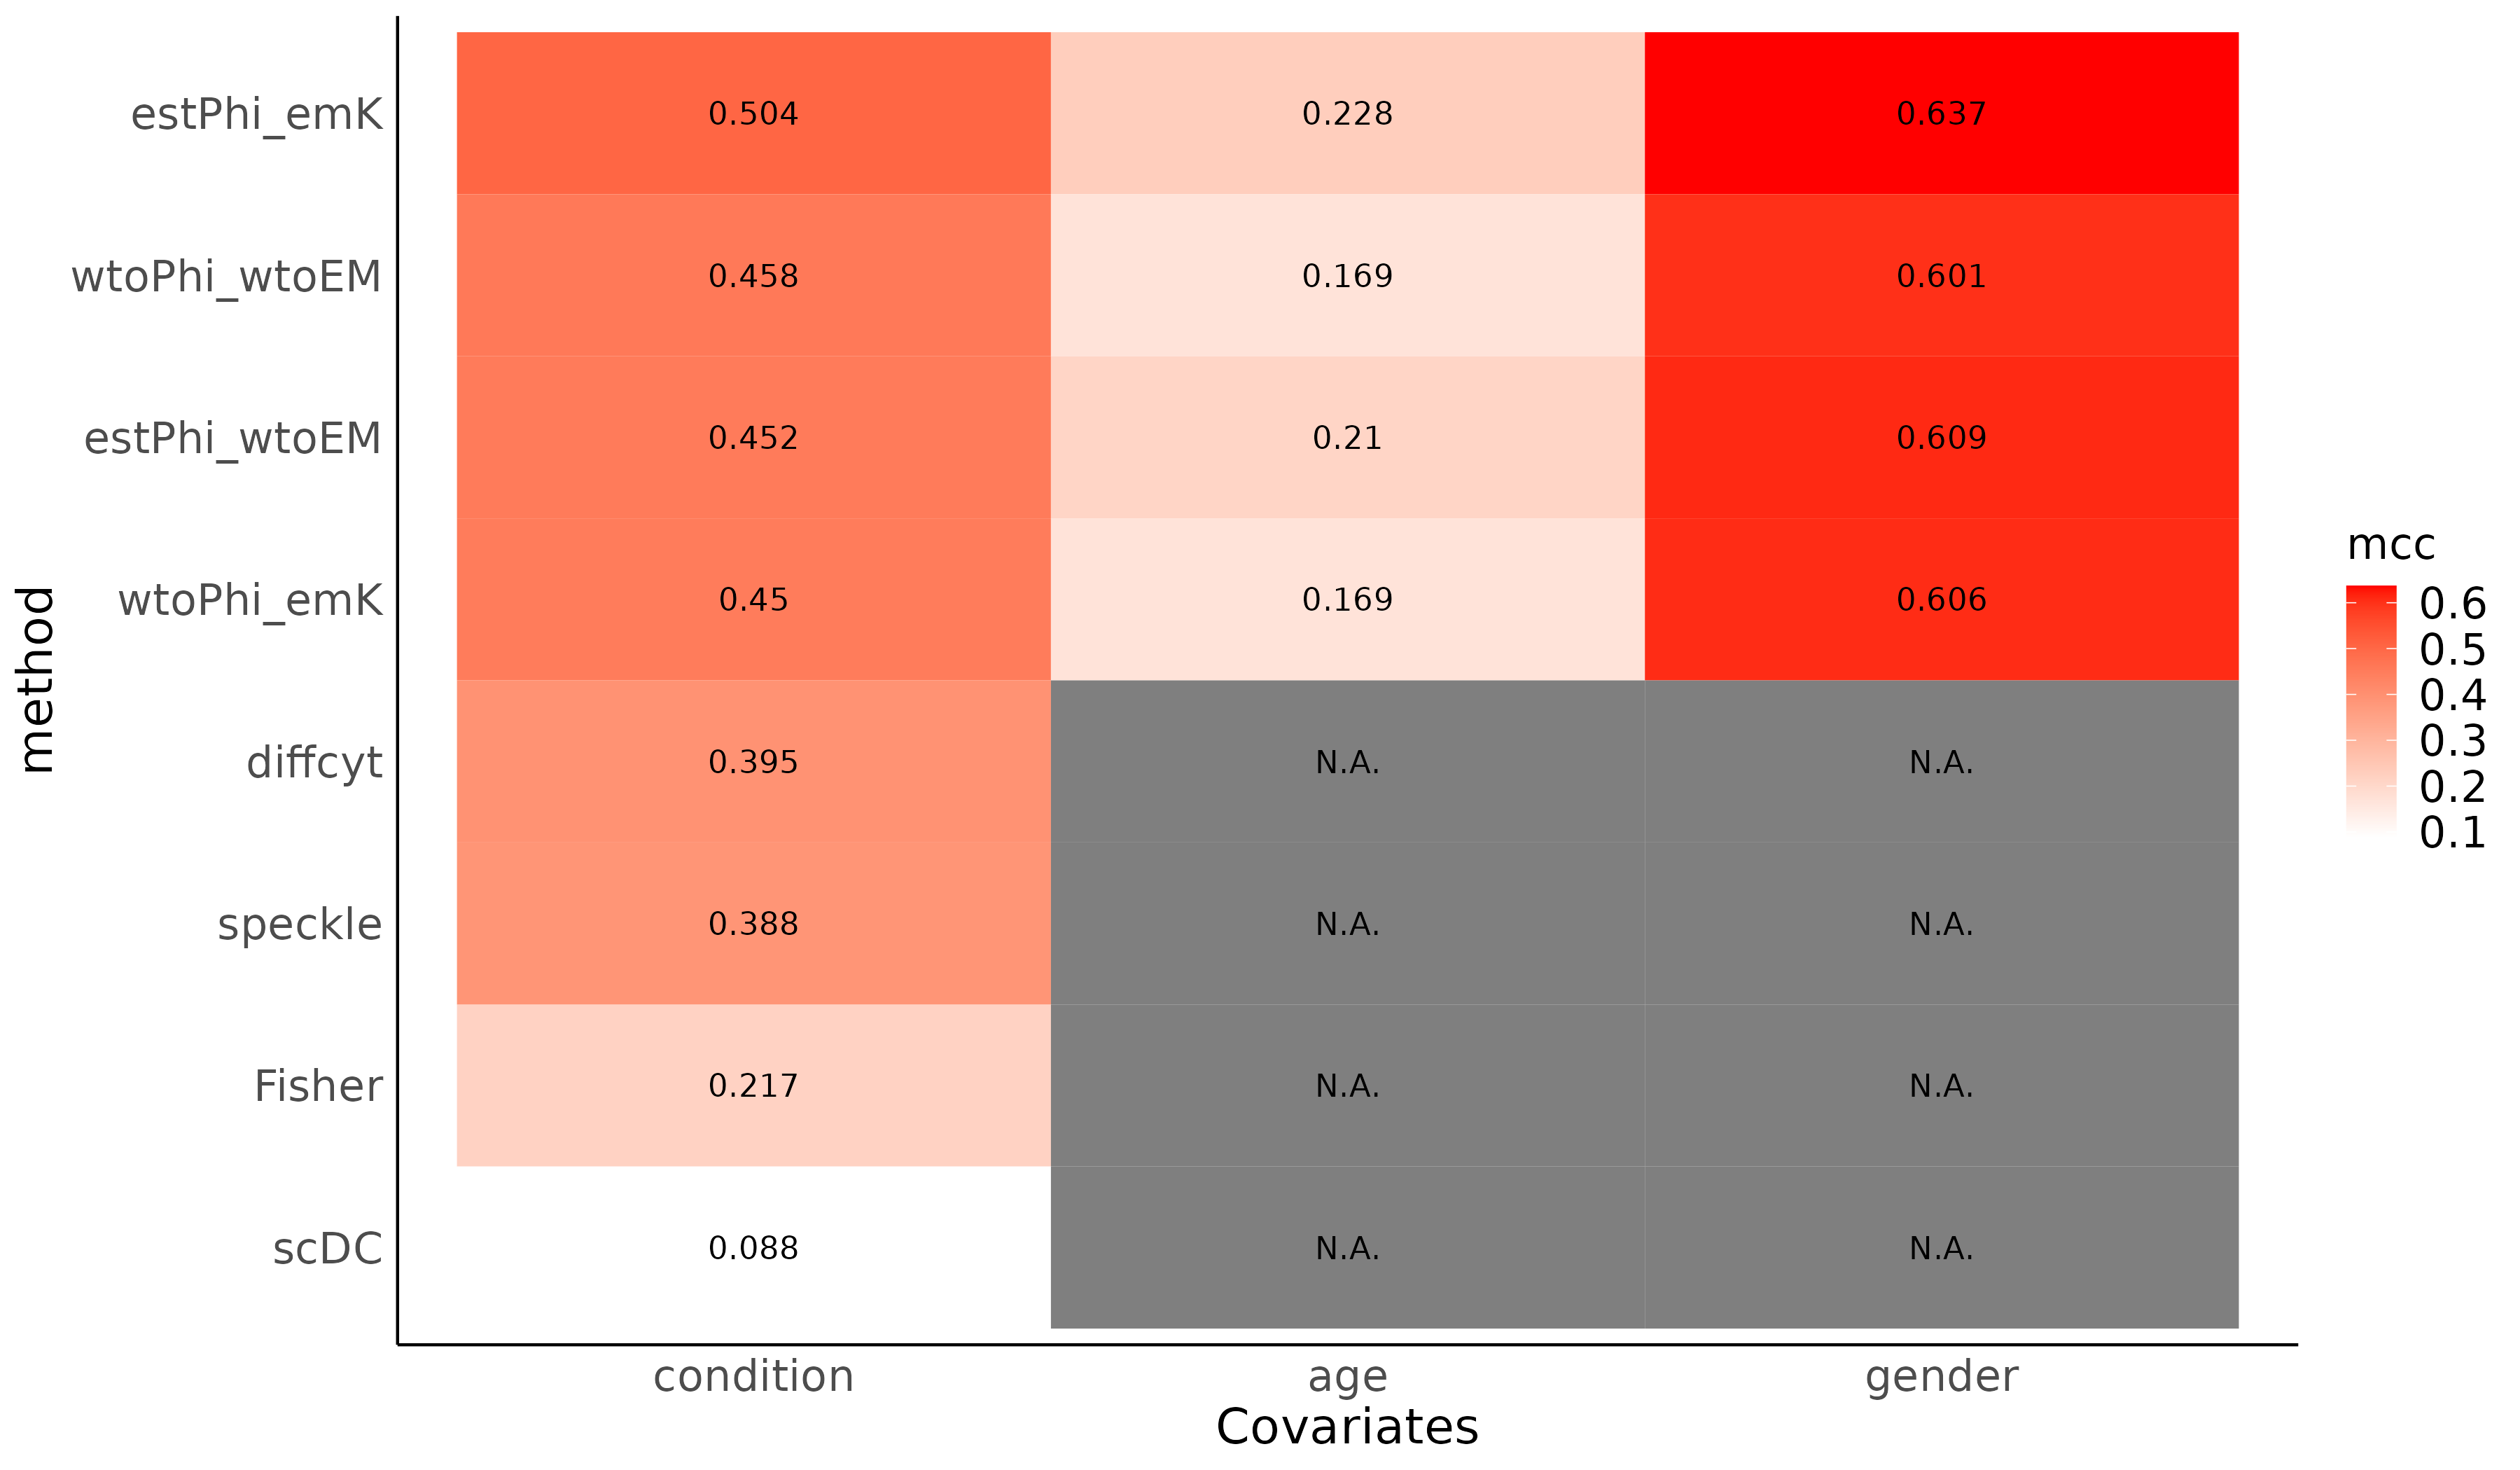 estPhi_emK 0.504 0.228 0.637
wtoPhi_wtoEM 0.458 0.169 0.601
estPhi_wtoEM 0.452 0.21 0.609
wtoPhi_emK 0.45 0.169 0.606
diffcyt 0.395 N.A. N.A.
speckle 0.388 N.A. N.A.
Fisher 0.217 N.A. N.A.
scDC 0.088 N.A. N.A.
condition age gender
Covariates
method
mcc
0.6
0.5
0.4
0.3
0.2
0.1